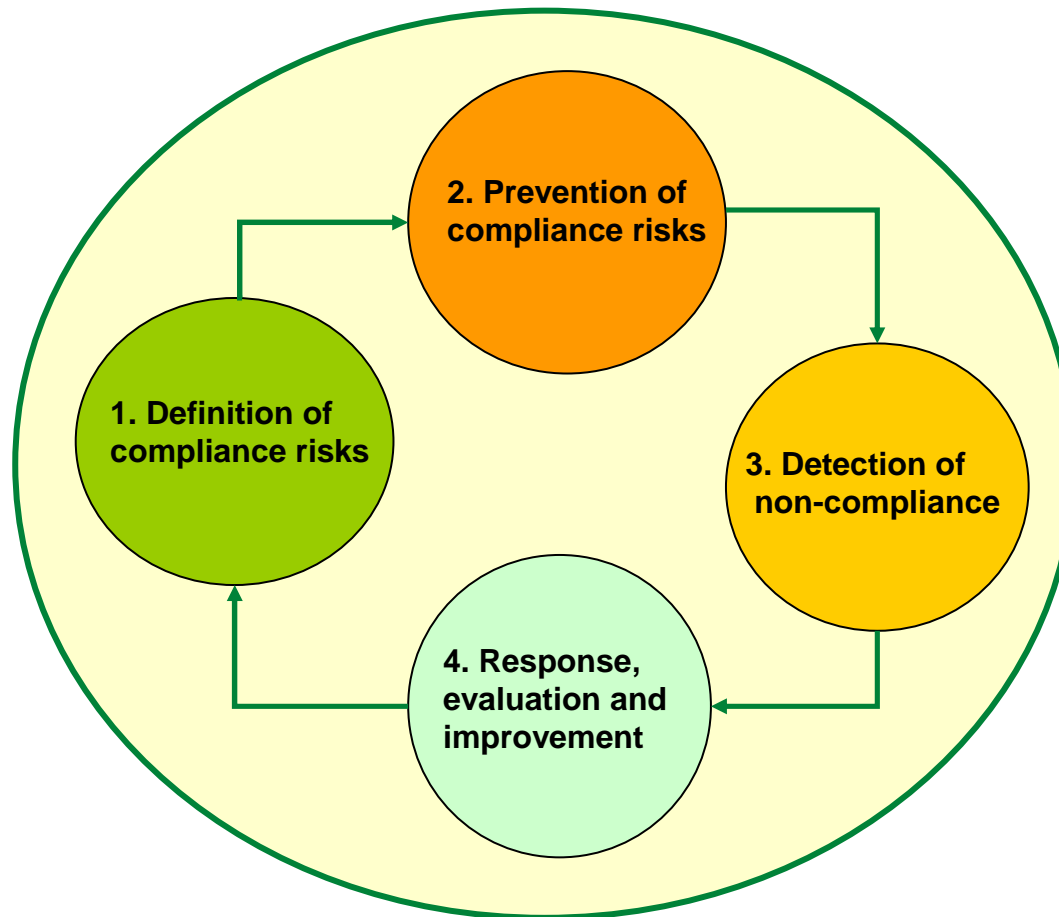 2. Prevention of
compliance risks
1. Definition of
compliance risks
3. Detection of
non-compliance
4. Response,
evaluation and
improvement